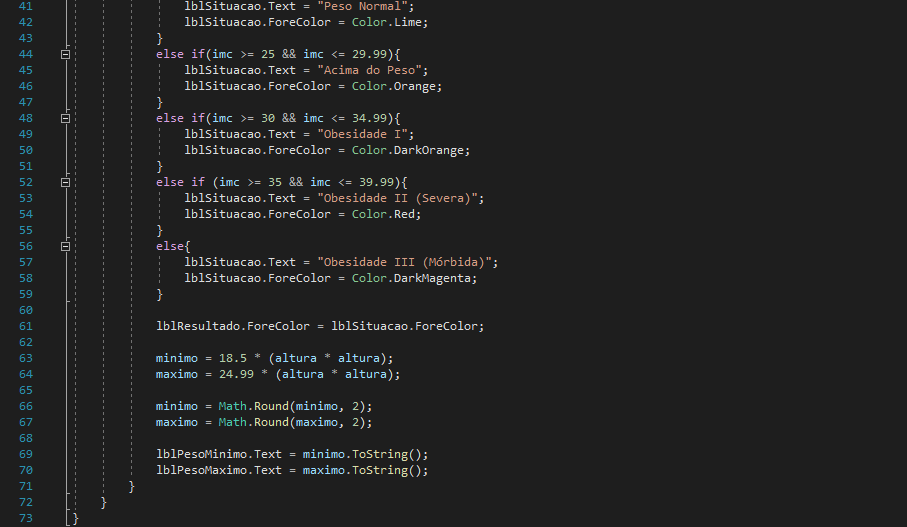 41 lblSituacao.Text = "Peso Normal";
42 lblSituacao.ForeColor = Color.Lime;
43 }
44 else if(imc >= 25 && imc <= 29.99){
45 lblSituacao.Text = "Acima do Peso";
46 lblSituacao.ForeColor = Color.Orange;
47 }
48 else if(imc >= 30 && imc <= 34.99){
49 lblSituacao.Text = "Obesidade I";
50 lblSituacao.ForeColor = Color.DarkOrange;
51 }
52 else if (imc >= 35 && imc <= 39.99){
53 lblSituacao.Text = "Obesidade II (Severa)";
54 lblSituacao.ForeColor = Color.Red;
55 }
56 else{
57 lblSituacao.Text = "Obesidade III (Mórbida)";
58 lblSituacao.ForeColor = Color.DarkMagenta;
59 }
60
61 lblResultado.ForeColor = lblSituacao.ForeColor;
62
63 minimo = 18.5 * (altura * altura);
64 maximo = 24.99 * (altura * altura);
65
66 minimo = Math.Round(minimo, 2);
67 maximo = Math.Round(maximo, 2);
68
69 lblPesoMinimo.Text = minimo.ToString();
70 lblPesoMaximo.Text = maximo.ToString();
71 }
72 }
73 }